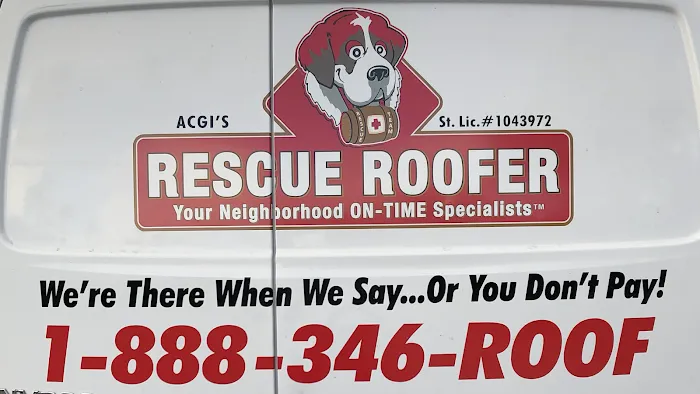 ACGI'S
St. Lic.#1043972
RESCUE ROOFER
Your Neighborhood ON-TIME Specialists™
We're There When We Say...Or You Don't Pay!
1-888-346-ROOF